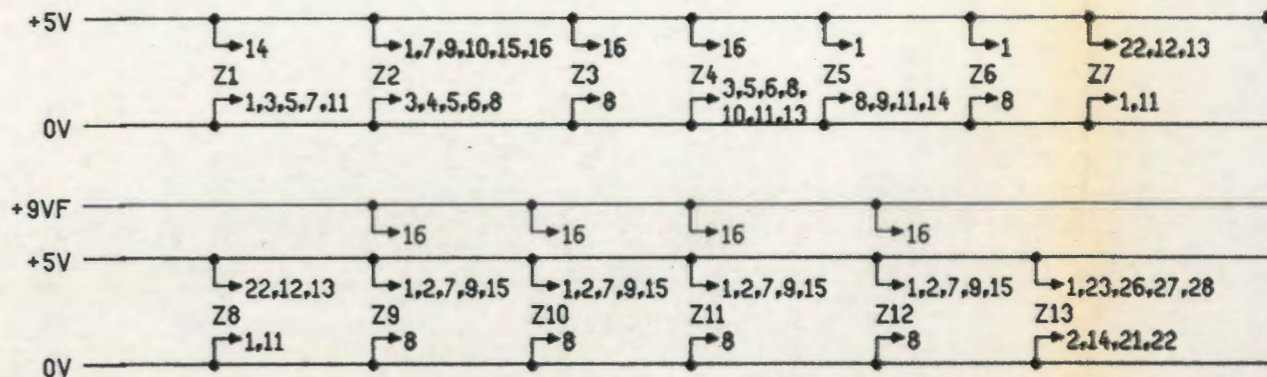 +5V
14 1,7,9,10,15,16 16 16 1 1 22,12,13
Z1 Z2 Z3 Z4 Z5 Z6 Z7
1,3,5,7,11 3,4,5,6,8 8 3,5,6,8, 8,9,11,14 8 1,11
10,11,13
0V
+9VF
16 16 16 16
+5V
22,12,13 1,2,7,9,15 1,2,7,9,15 1,2,7,9,15 1,2,7,9,15 1,23,26,27,28
Z8 Z9 Z10 Z11 Z12 Z13
1,11 8 8 8 8 2,14,21,22
0V